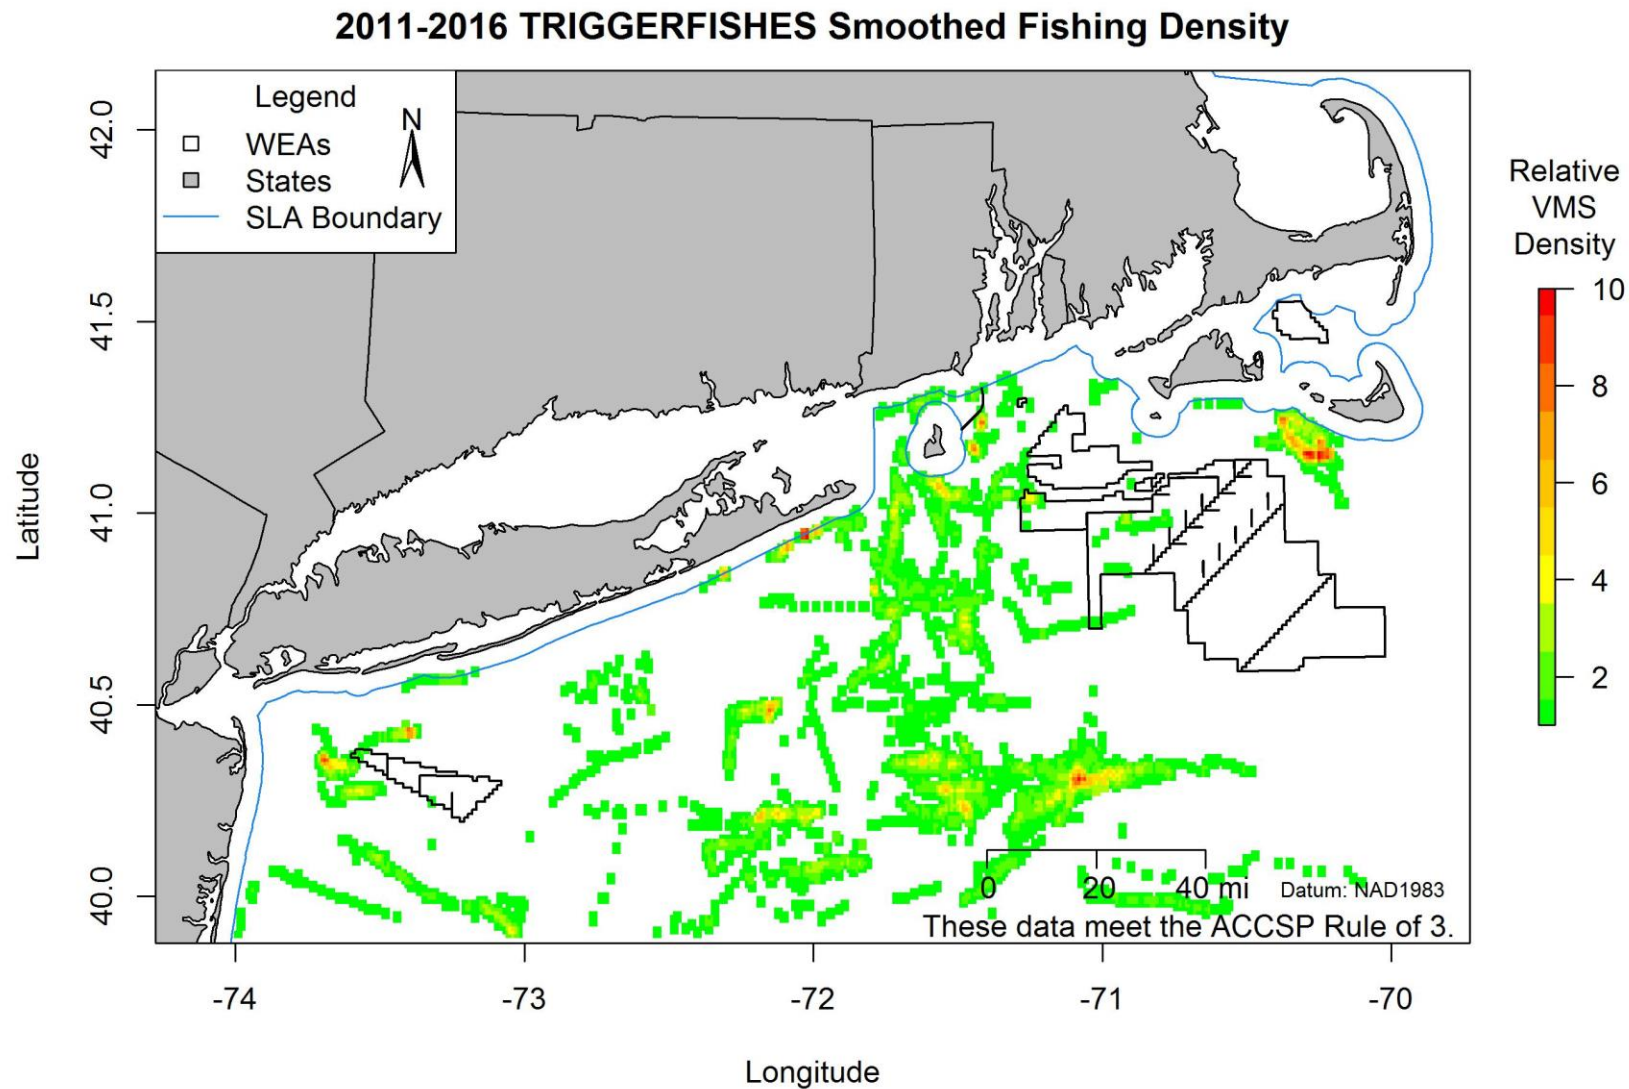 2011-2016 TRIGGERFISHES Smoothed Fishing Density
Legend
N
WEAs
States
SLA Boundary
Relative
VMS
Density
10
8
6
4
2
Latitude
42.0
41.5
41.0
40.5
40.0
0 20 40 mi
Datum: NAD1983
These data meet the ACCSP Rule of 3.
-74 -73 -72 -71 -70
Longitude